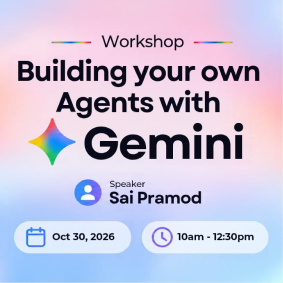 Workshop
Building your own
Agents with
Gemini
Speaker
Sai Pramod
Oct 30, 2026
10am - 12:30pm